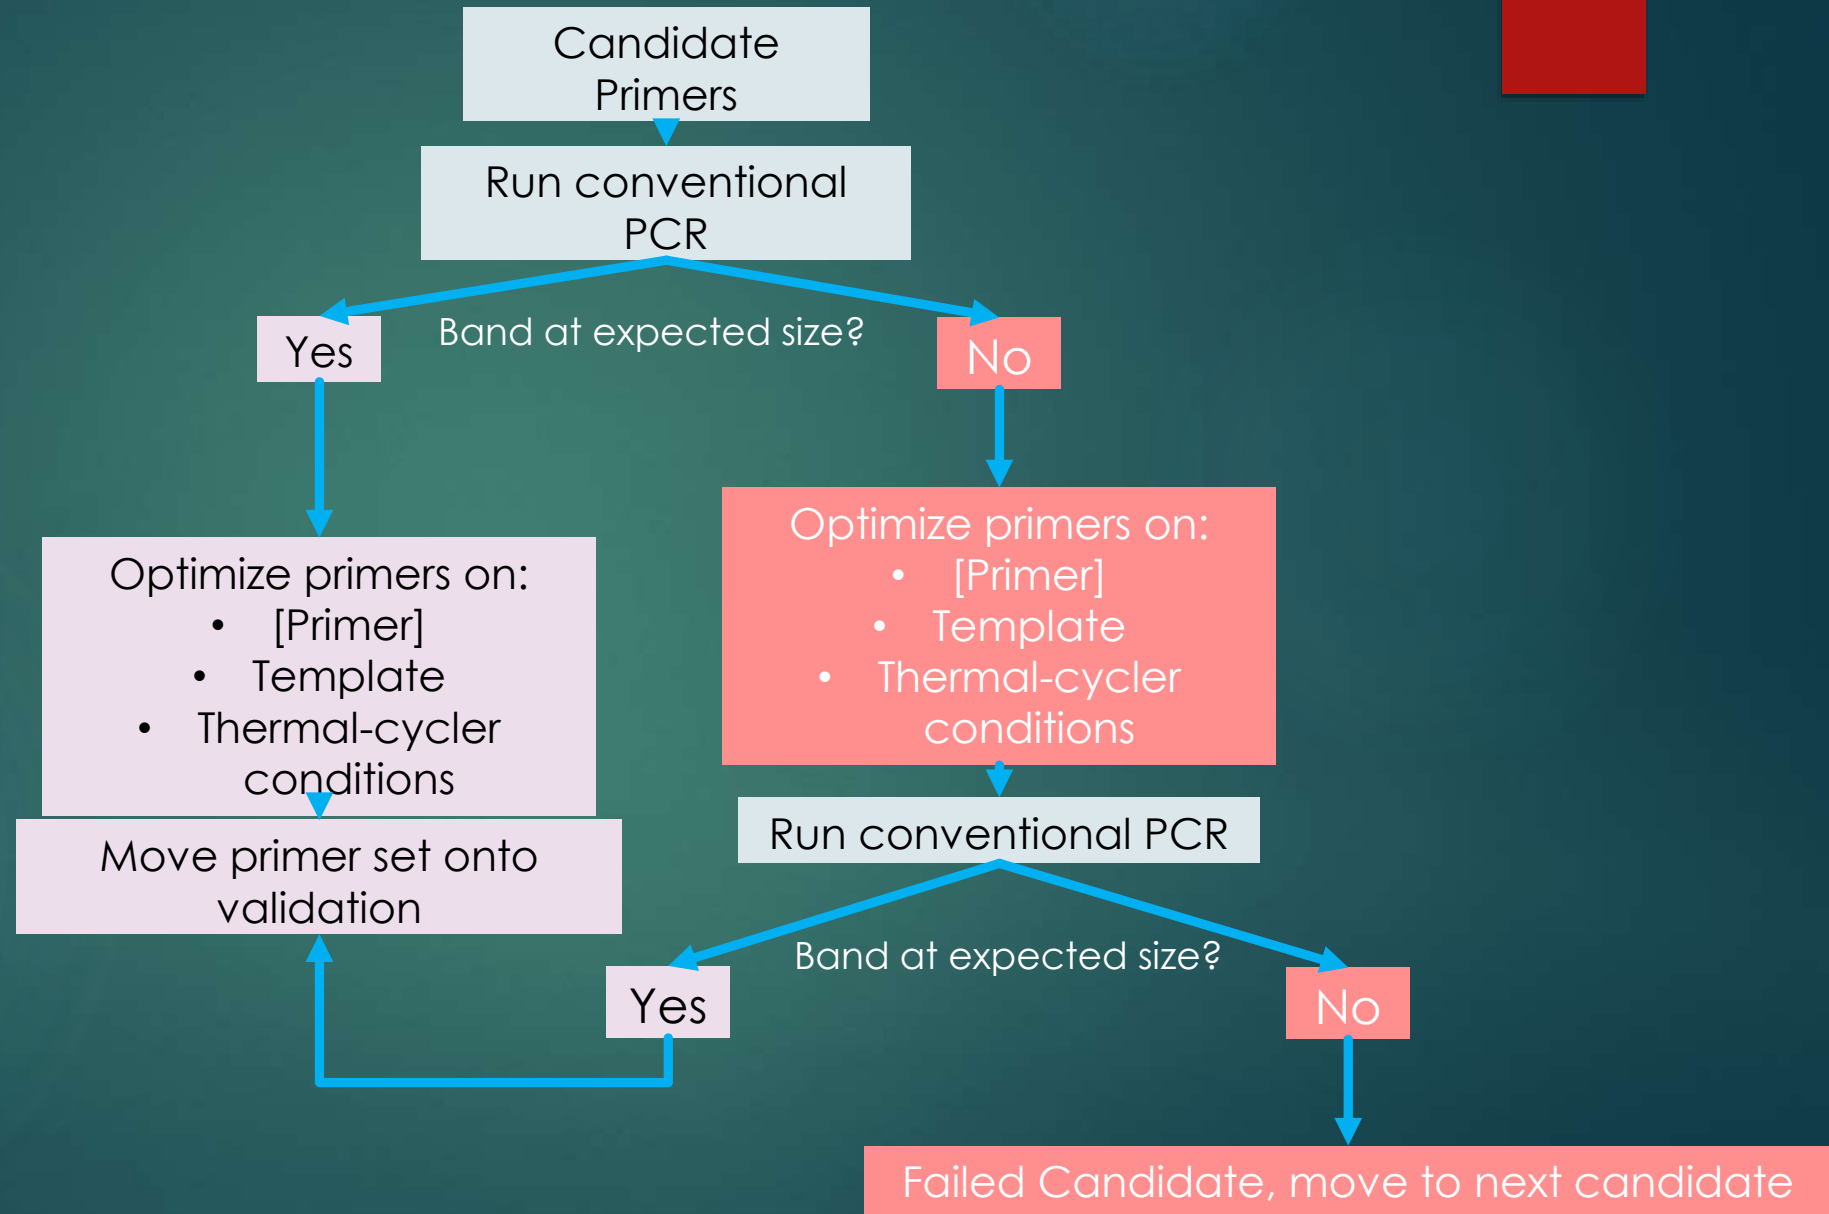 Candidate
Primers
Run conventional
PCR
Band at expected size?
Yes
No
Optimize primers on:
• [Primer]
• Template
• Thermal-cycler
conditions
Move primer set onto
validation
Optimize primers on:
• [Primer]
• Template
• Thermal-cycler
conditions
Run conventional PCR
Band at expected size?
Yes
No
Failed Candidate, move to next candidate